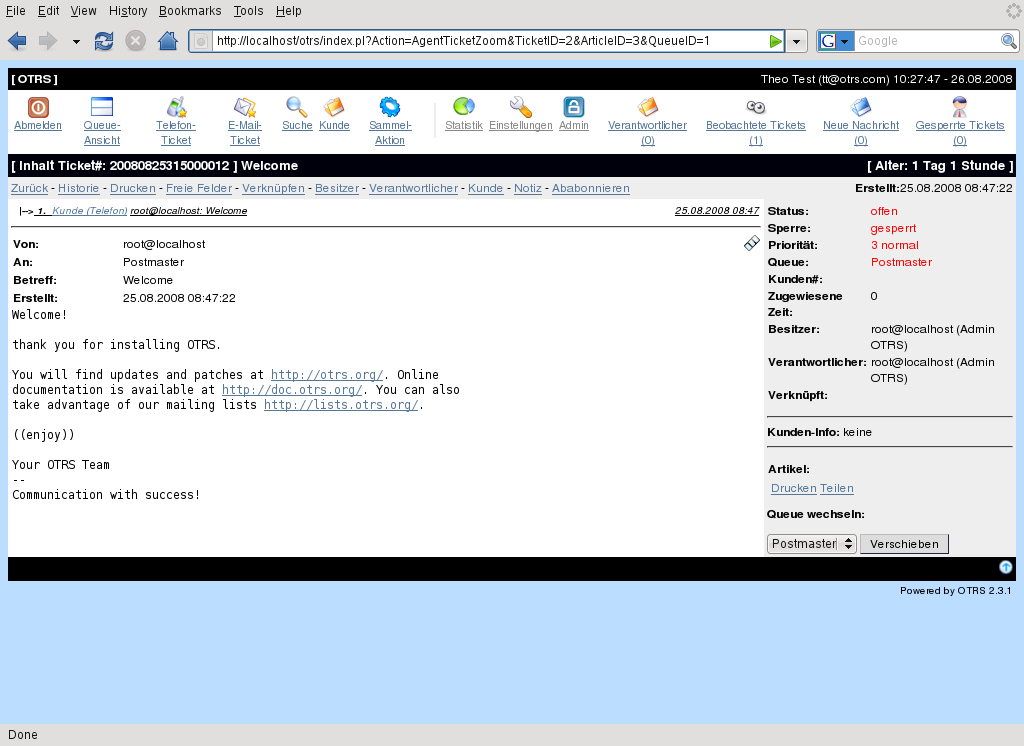 File Edit View History Bookmarks Tools Help
http://localhost/otrs/index.pl?Action=AgentTicketZoom&TicketID=2&ArticleID=3&QueueID=1 G Google
[ OTRS ] Theo Test (tt@otrs.com) 10:27:47 - 26.08.2008
Abmelden Queue-Ansicht Telefon-Ticket E-Mail-Ticket Suche Kunde Sammel-Aktion Statistik Einstellungen Admin Verantwortlicher (0) Beobachtete Tickets (1) Neue Nachricht (0) Gesperrte Tickets (0)
[ Inhalt Ticket#: 20080825315000012 ] Welcome [ Alter: 1 Tag 1 Stunde ]
Zurück - Historie - Drucken - Freie Felder - Verknüpfen - Besitzer - Verantwortlicher - Kunde - Notiz - Ababonnieren Erstellt:25.08.2008 08:47:22
|--> 1. Kunde (Telefon) root@localhost: Welcome 25.08.2008 08:47
Von: root@localhost
An: Postmaster
Betreff: Welcome
Erstellt: 25.08.2008 08:47:22
Welcome!
thank you for installing OTRS.
You will find updates and patches at http://otrs.org/. Online
documentation is available at http://doc.otrs.org/. You can also
take advantage of our mailing lists http://lists.otrs.org/.
((enjoy))
Your OTRS Team
--
Communication with success!
Status: offen
Sperre: gesperrt
Priorität: 3 normal
Queue: Postmaster
Kunden#:
Zugewiesene 0
Zeit:
Besitzer: root@localhost (Admin
OTRS)
Verantwortlicher: root@localhost (Admin
OTRS)
Verknüpft:
Kunden-Info: keine
Artikel:
Drucken Teilen
Queue wechseln:
Postmaster Verschieben
Powered by OTRS 2.3.1
Done